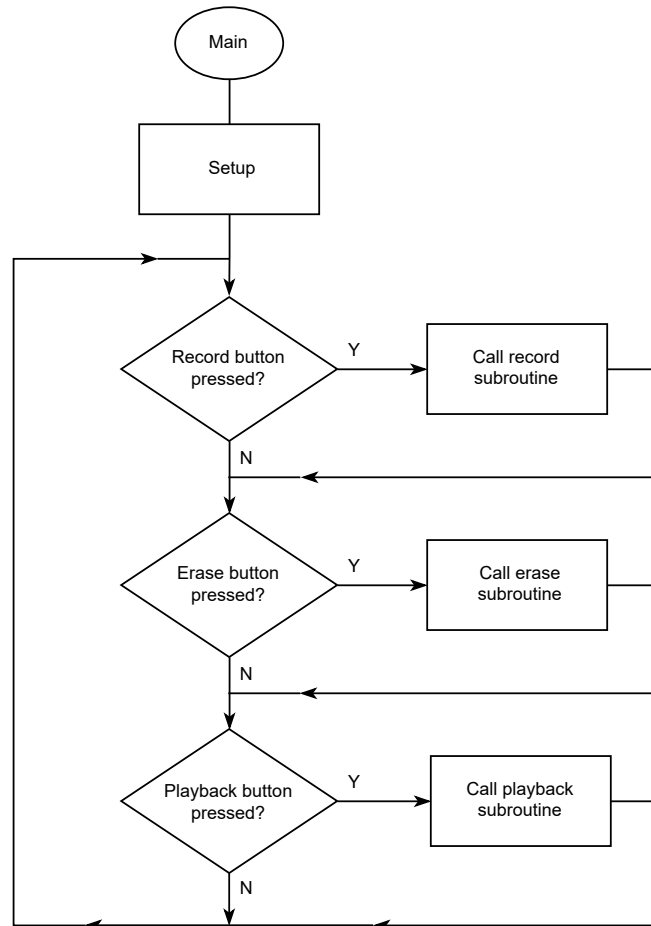 Main
Setup
Record button
pressed?
Y
Call record
subroutine
N
Erase button
pressed?
Y
Call erase
subroutine
N
Playback button
pressed?
Y
Call playback
subroutine
N